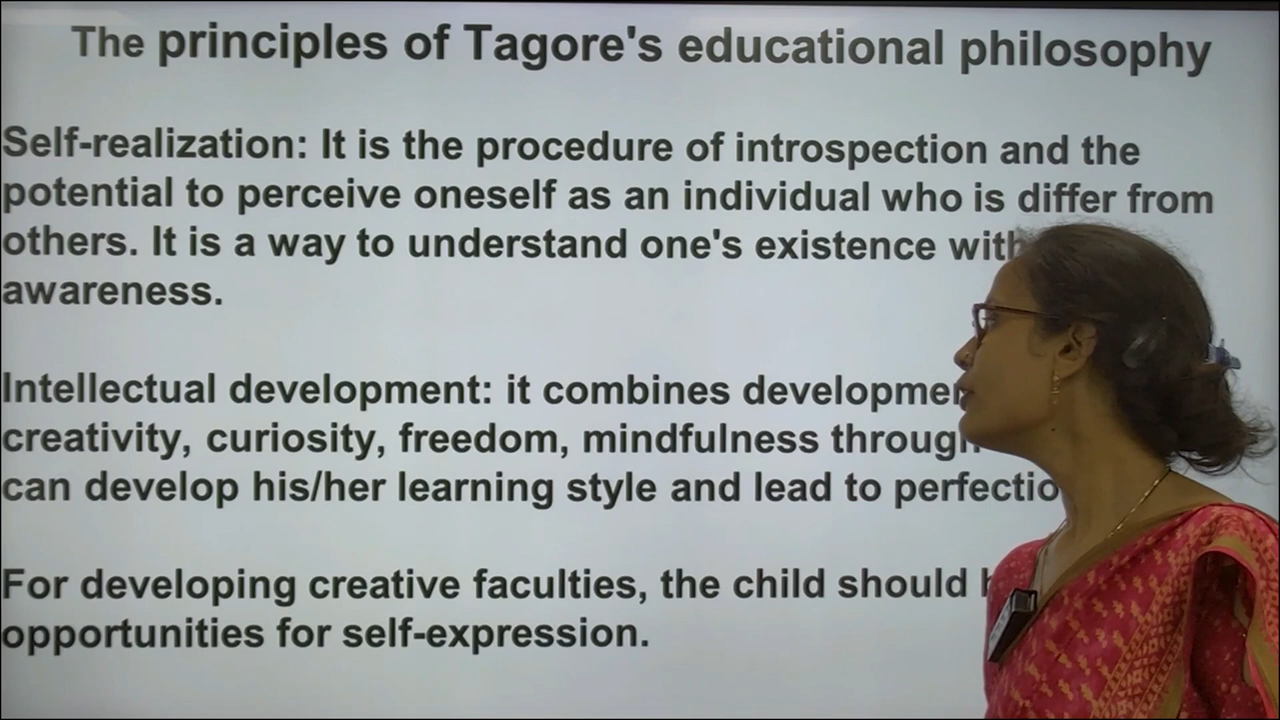 The principles of Tagore's educational philosophy
Self-realization: It is the procedure of introspection and the
potential to perceive oneself as an individual who is differ from
others. It is a way to understand one's existence with
awareness.
Intellectual development: it combines
creativity, curiosity, freedom, mindfulness
can develop his/her learning style and lead to
For developing creative faculties, the child should
opportunities for self-expression.